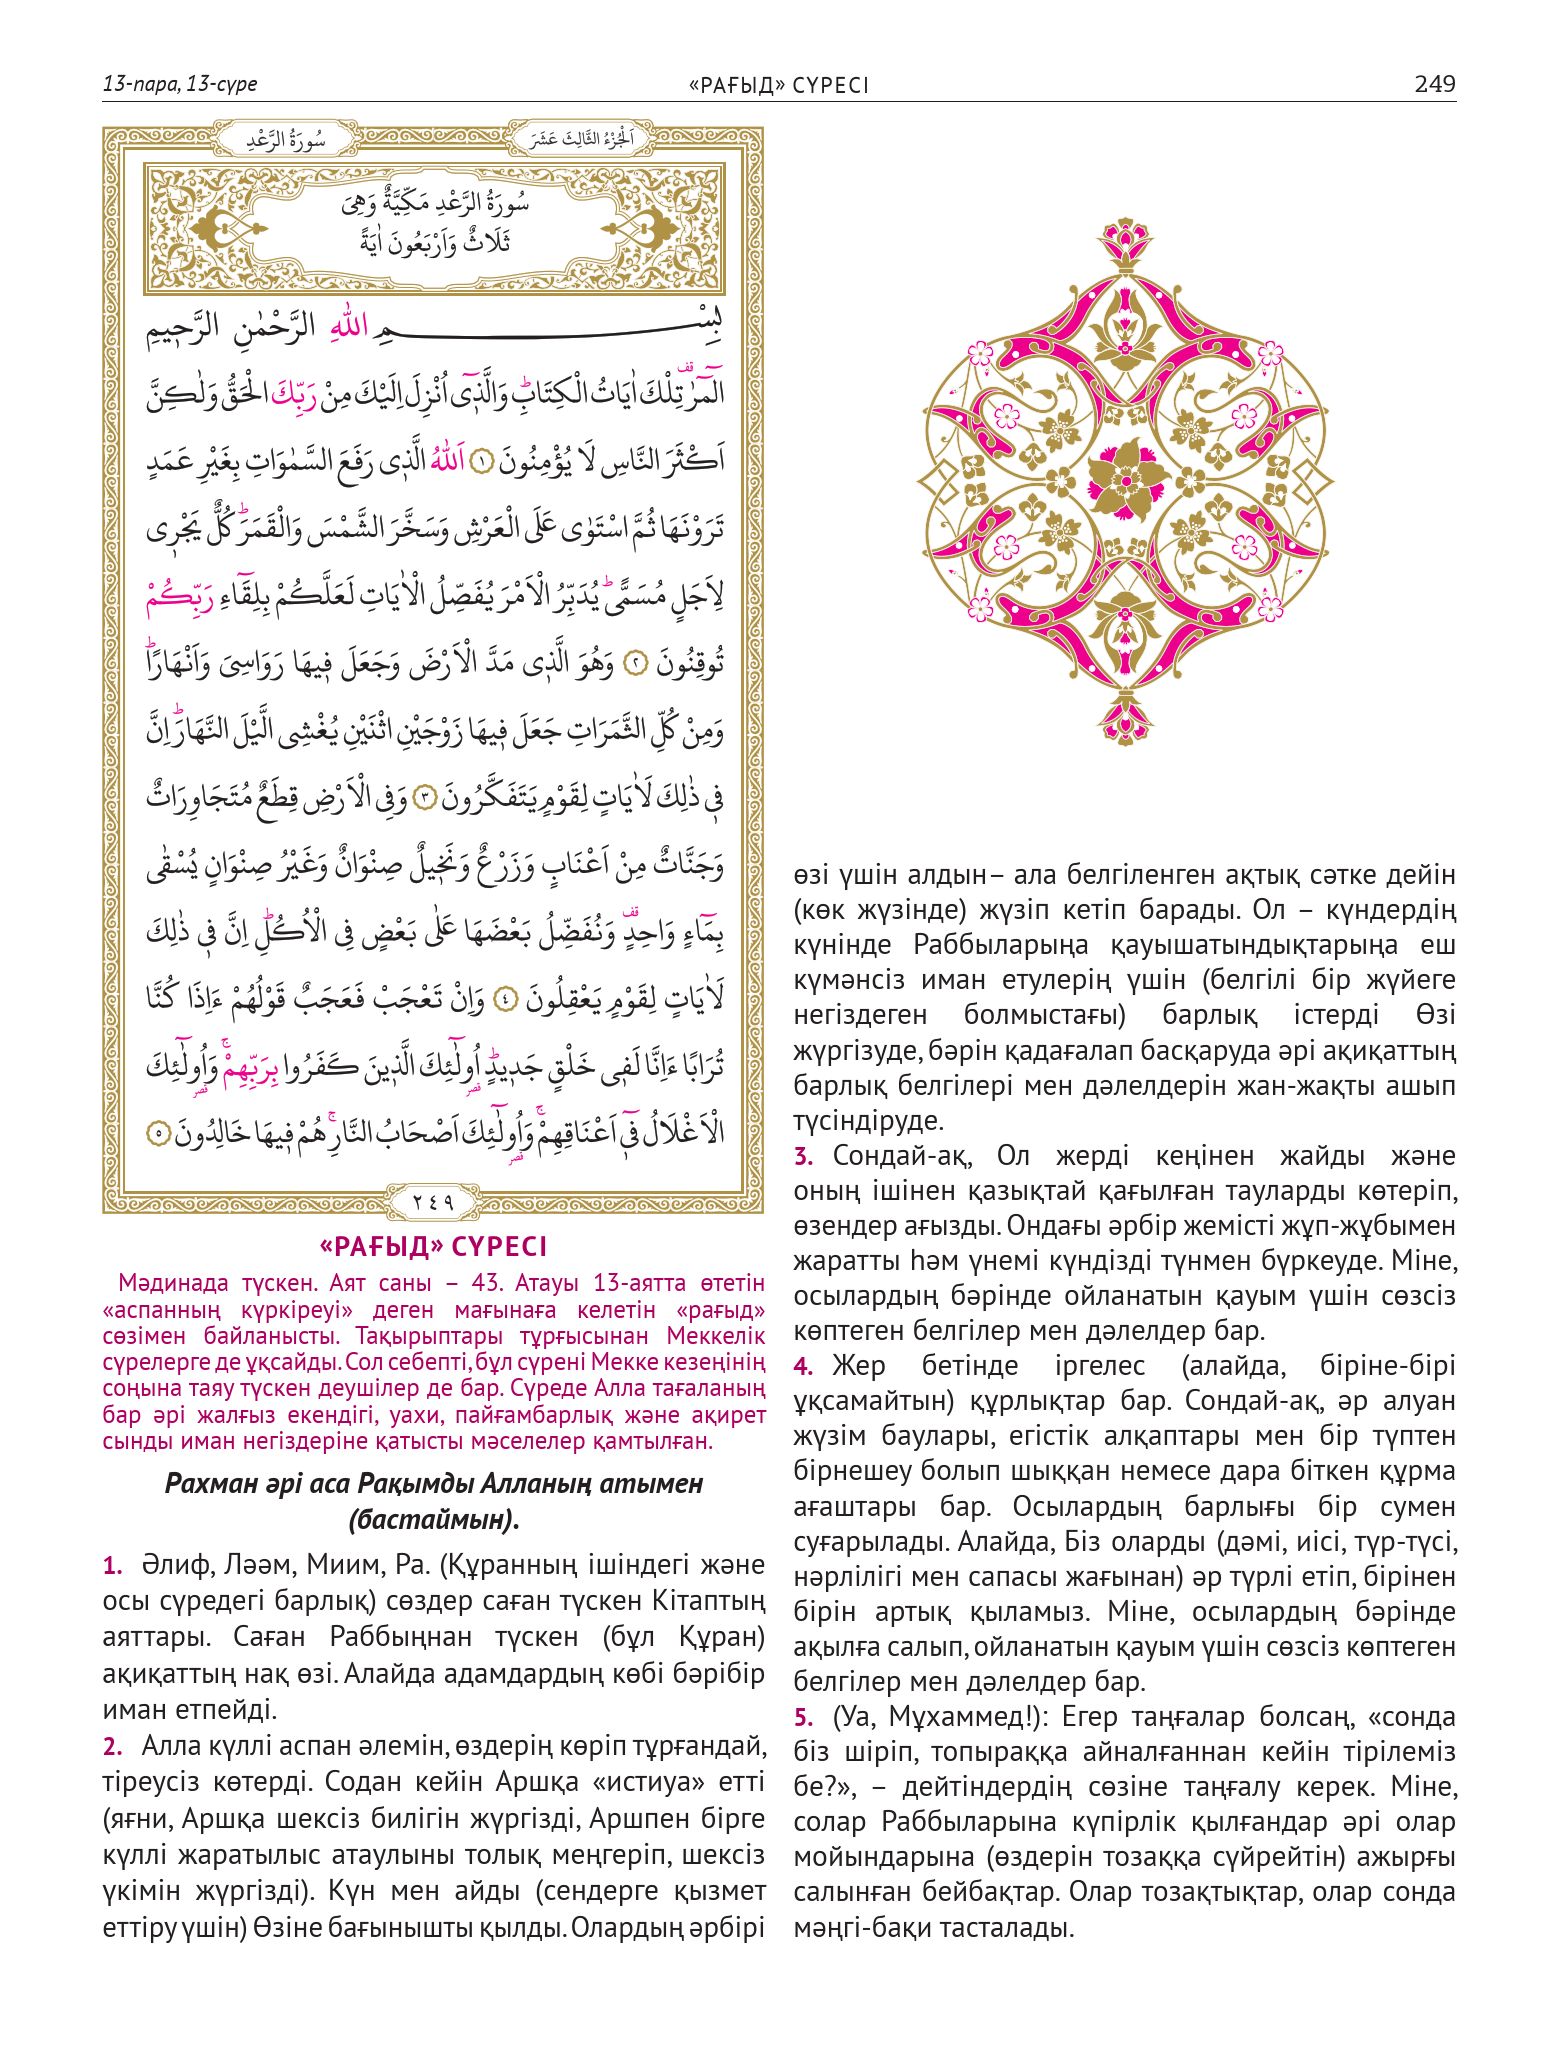 13-пара, 13-сүре
«РАҒЫД» СҮРЕСІ
249
سُورَةُ الرَّعْدِ
اَلْجُزْءُ الثَّالِثَ عَشَرَ
سُورَةُ الرَّعْدِ مَكِّيَّةٌ وَهِىَ
ثَلَاثٌ وَاَرْبَعُونَ اٰيَةً
بِسْمِ اللّٰهِ الرَّحْمٰنِ الرَّح۪يمِ
الٓمٓرٰ۠ تِلْكَ اٰيَاتُ الْكِتَابِۜ وَالَّذ۪ٓى اُنْزِلَ اِلَيْكَ مِنْ رَبِّكَ الْحَقُّ وَلٰكِنَّ
اَكْثَرَ النَّاسِ لَا يُؤْمِنُونَ ﴿١﴾ اَللّٰهُ الَّذ۪ى رَفَعَ السَّمٰوَاتِ بِغَيْرِ عَمَدٍ
تَرَوْنَهَا ثُمَّ اسْتَوٰى عَلَى الْعَرْشِ وَسَخَّرَ الشَّمْسَ وَالْقَمَرَۜ كُلٌّ يَجْر۪ى
لِاَجَلٍ مُسَمًّىۜ يُدَبِّرُ الْاَمْرَ يُفَصِّلُ الْاٰيَاتِ لَعَلَّكُمْ بِلِقَٓاءِ رَبِّكُمْ
تُوقِنُونَ ﴿٢﴾ وَهُوَ الَّذ۪ى مَدَّ الْاَرْضَ وَجَعَلَ ف۪يهَا رَوَاسِىَ وَاَنْهَارًاۜ
وَمِنْ كُلِّ الثَّمَرَاتِ جَعَلَ ف۪يهَا زَوْجَيْنِ اثْنَيْنِ يُغْشِى الَّيْلَ النَّهَارَۜ اِنَّ
ف۪ى ذٰلِكَ لَاٰيَاتٍ لِقَوْمٍ يَتَفَكَّرُونَ ﴿٣﴾ وَفِى الْاَرْضِ قِطَعٌ مُتَجَاوِرَاتٌ
وَجَنَّاتٌ مِنْ اَعْنَابٍ وَزَرْعٌ وَنَخ۪يلٌ صِنْوَانٌ وَغَيْرُ صِنْوَانٍ يُسْقٰى
بِمَٓاءٍ وَاحِدٍ۠ وَنُفَضِّلُ بَعْضَهَا عَلٰى بَعْضٍ فِى الْاُكُلِۜ اِنَّ ف۪ى ذٰلِكَ
لَاٰيَاتٍ لِقَوْمٍ يَعْقِلُونَ ﴿٤﴾ وَاِنْ تَعْجَبْ فَعَجَبٌ قَوْلُهُمْ ءَاِذَا كُنَّا
تُرَابًا ءَاِنَّا لَف۪ى خَلْقٍ جَد۪يدٍۜ اُو۬لٰٓئِكَ الَّذ۪ينَ كَفَرُوا بِرَبِّهِمْۚ وَاُو۬لٰٓئِكَ
الْاَغْلَالُ ف۪ٓى اَعْنَاقِهِمْۚ وَاُو۬لٰٓئِكَ اَصْحَابُ النَّارِۚ هُمْ ف۪يهَا خَالِدُونَ ﴿٥﴾
٢٤٩
«РАҒЫД» СҮРЕСІ
Мәдинада түскен. Аят саны – 43. Атауы 13-аятта өтетін
«аспанның күркіреуі» деген мағынаға келетін «рағыд»
сөзімен байланысты. Тақырыптары тұрғысынан Меккелік
сүрелерге де ұқсайды. Сол себепті, бұл сүрені Мекке кезеңінің
соңына таяу түскен деушілер де бар. Сүреде Алла тағаланың
бар әрі жалғыз екендігі, уахи, пайғамбарлық және ақирет
сынды иман негіздеріне қатысты мәселелер қамтылған.
Рахман әрі аса Рақымды Алланың атымен
(бастаймын).
1. Әлиф, Ләәм, Миим, Ра. (Құранның ішіндегі және
осы сүредегі барлық) сөздер саған түскен Кітаптың
аяттары. Саған Раббыңнан түскен (бұл Құран)
ақиқаттың нақ өзі. Алайда адамдардың көбі бәрібір
иман етпейді.
2. Алла күллі аспан әлемін, өздерің көріп тұрғандай,
тіреусіз көтерді. Содан кейін Аршқа «истиуа» етті
(яғни, Аршқа шексіз билігін жүргізді, Аршпен бірге
күллі жаратылыс атаулыны толық меңгеріп, шексіз
үкімін жүргізді). Күн мен айды (сендерге қызмет
еттіру үшін) Өзіне бағынышты қылды. Олардың әрбірі
өзі үшін алдын– ала белгіленген ақтық сәтке дейін
(көк жүзінде) жүзіп кетіп барады. Ол – күндердің
күнінде Раббыларыңа қауышатындықтарыңа еш
күмәнсіз иман етулерің үшін (белгілі бір жүйеге
негізделген болмыстағы) барлық істерді Өзі
жүргізуде, бәрін қадағалап басқаруда әрі ақиқаттың
барлық белгілері мен дәлелдерін жан-жақты ашып
түсіндіруде.
3. Сондай-ақ, Ол жерді кеңінен жайды және
оның ішінен қазықтай қағылған тауларды көтеріп,
өзендер ағызды. Ондағы әрбір жемісті жұп-жұбымен
жаратты һәм үнемі күндізді түнмен бүркеуде. Міне,
осылардың бәрінде ойланатын қауым үшін сөзсіз
көптеген белгілер мен дәлелдер бар.
4. Жер бетінде іргелес (алайда, біріне-бірі
ұқсамайтын) құрлықтар бар. Сондай-ақ, әр алуан
жүзім баулары, егістік алқаптары мен бір түптен
бірнешеу болып шыққан немесе дара біткен құрма
ағаштары бар. Осылардың барлығы бір сумен
суғарылады. Алайда, Біз оларды (дәмі, иісі, түр-түсі,
нәрлілігі мен сапасы жағынан) әр түрлі етіп, бірінен
бірін артық қыламыз. Міне, осылардың бәрінде
ақылға салып, ойланатын қауым үшін сөзсіз көптеген
белгілер мен дәлелдер бар.
5. (Уа, Мұхаммед!): Егер таңғалар болсаң, «сонда
біз шіріп, топыраққа айналғаннан кейін тірілеміз
бе?», – дейтіндердің сөзіне таңғалу керек. Міне,
солар Раббыларына күпірлік қылғандар әрі олар
мойындарына (өздерін тозаққа сүйрейтін) ажырғы
салынған бейбақтар. Олар тозақтықтар, олар сонда
мәңгі-бақи тасталады.